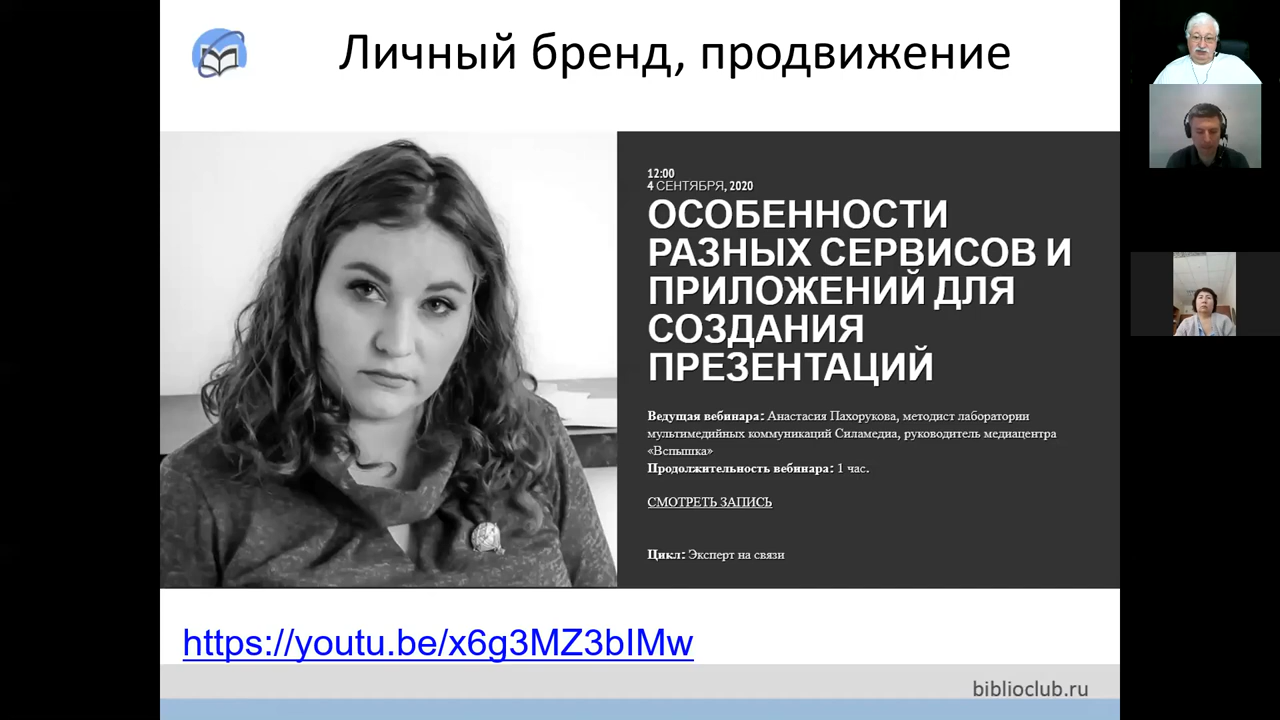 Личный бренд, продвижение
12:00
4 СЕНТЯБРЯ, 2020
ОСОБЕННОСТИ
РАЗНЫХ СЕРВИСОВ И
ПРИЛОЖЕНИЙ ДЛЯ
СОЗДАНИЯ
ПРЕЗЕНТАЦИЙ
Ведущая вебинара: Анастасия Пахорукова, методист лаборатории
мультимедийных коммуникаций Силамедиа, руководитель медиацентра
«Вспышка»
Продолжительность вебинара: 1 час.
СМОТРЕТЬ ЗАПИСЬ
Цикл: Эксперт на связи
https://youtu.be/x6g3MZ3bIMw
biblioclub.ru